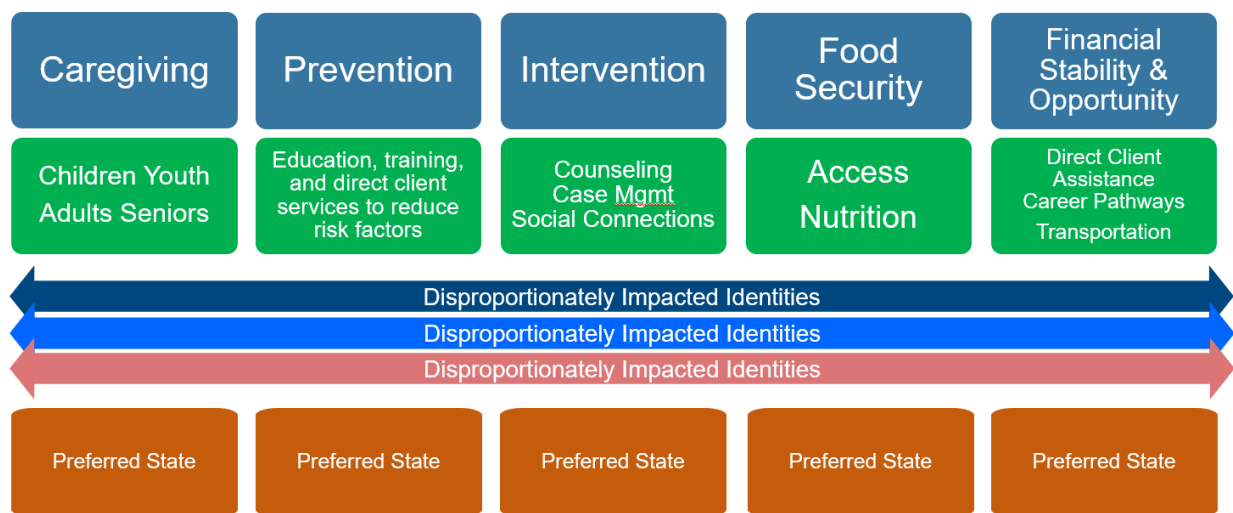 Caregiving
Prevention
Intervention
Food
Security
Financial
Stability &
Opportunity
Children Youth
Adults Seniors
Education, training,
and direct client
services to reduce
risk factors
Counseling
Case Mgmt
Social Connections
Access
Nutrition
Direct Client
Assistance
Career Pathways
Transportation
Disproportionately Impacted Identities
Disproportionately Impacted Identities
Disproportionately Impacted Identities
Preferred State
Preferred State
Preferred State
Preferred State
Preferred State